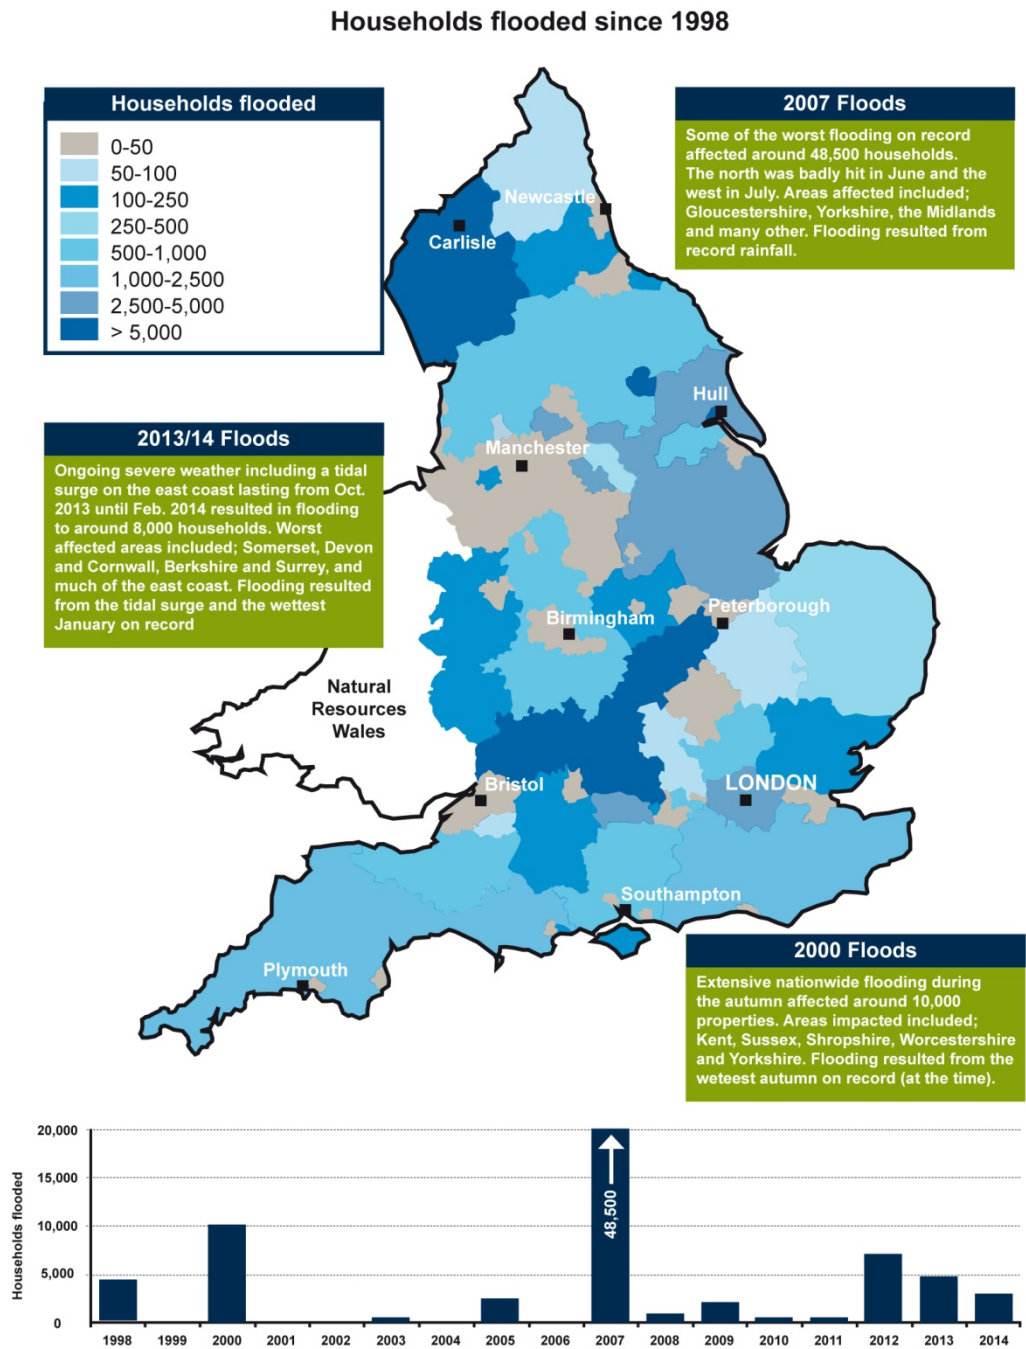 Households flooded since 1998
Households flooded
0-50
50-100
100-250
250-500
500-1,000
1,000-2,500
2,500-5,000
> 5,000
2007 Floods
Some of the worst flooding on record
affected around 48,500 households.
The north was badly hit in June and the
west in July. Areas affected included;
Gloucestershire, Yorkshire, the Midlands
and many other. Flooding resulted from
record rainfall.
Newcastle
Carlisle
Hull
Manchester
2013/14 Floods
Ongoing severe weather including a tidal
surge on the east coast lasting from Oct.
2013 until Feb. 2014 resulted in flooding
to around 8,000 households. Worst
affected areas included; Somerset, Devon
and Cornwall, Berkshire and Surrey, and
much of the east coast. Flooding resulted
from the tidal surge and the wettest
January on record
Peterborough
Birmingham
Natural
Resources
Wales
Bristol
LONDON
Southampton
Plymouth
2000 Floods
Extensive nationwide flooding during
the autumn affected around 10,000
properties. Areas impacted included;
Kent, Sussex, Shropshire, Worcestershire
and Yorkshire. Flooding resulted from the
weteest autumn on record (at the time).
Households flooded
20,000
15,000
10,000
5,000
0
48,500
1998 1999 2000 2001 2002 2003 2004 2005 2006 2007 2008 2009 2010 2011 2012 2013 2014